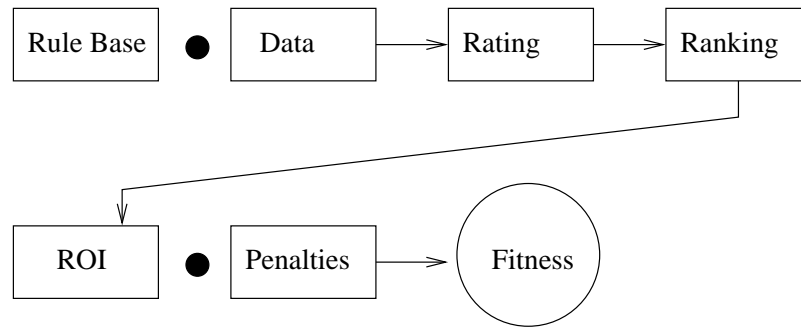 Rule Base
Data
Rating
Ranking
ROI
Penalties
Fitness